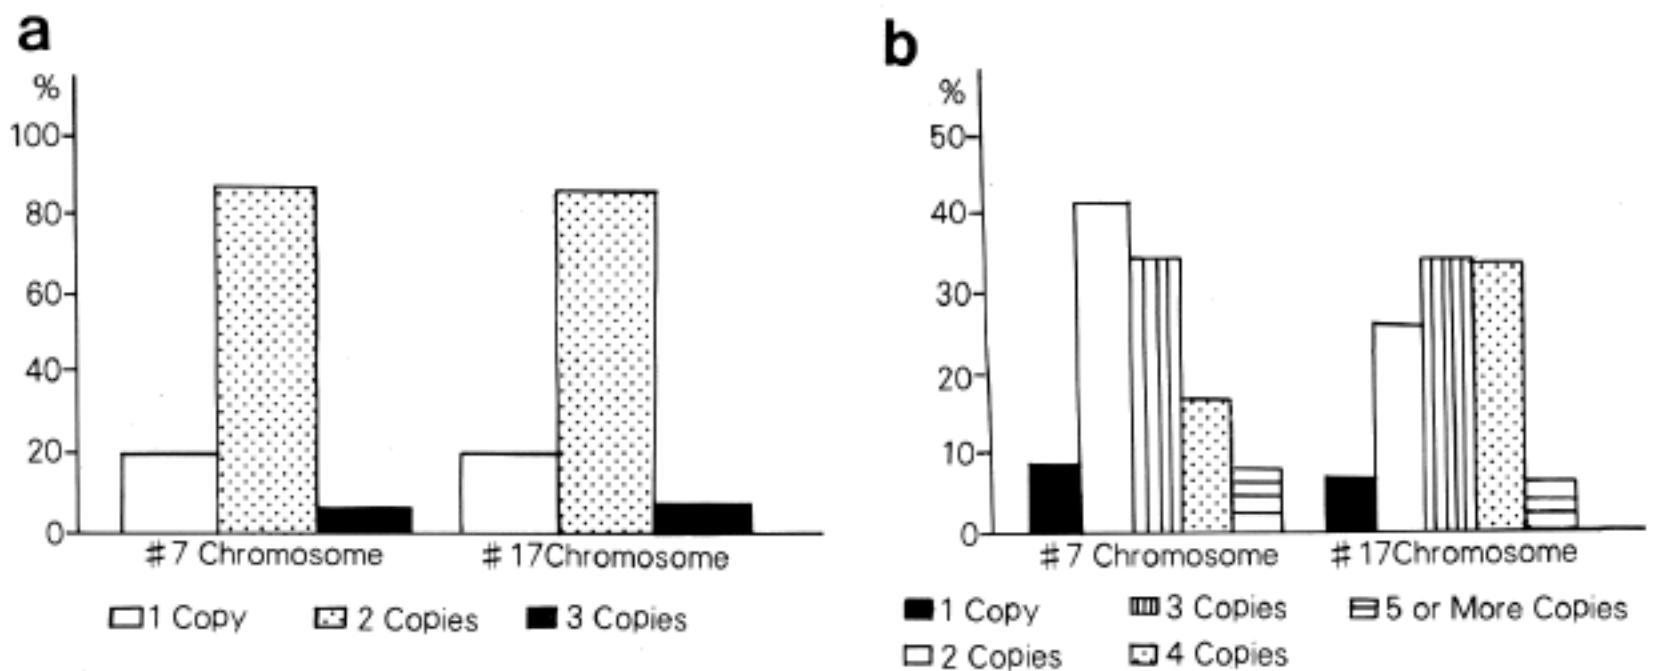 a
%
100
80
60
40
20
0
#7 Chromosome
#17Chromosome
1 Copy
2 Copies
3 Copies
b
%
50
40
30
20
10
0
#7 Chromosome
#17Chromosome
1 Copy
3 Copies
5 or More Copies
2 Copies
4 Copies